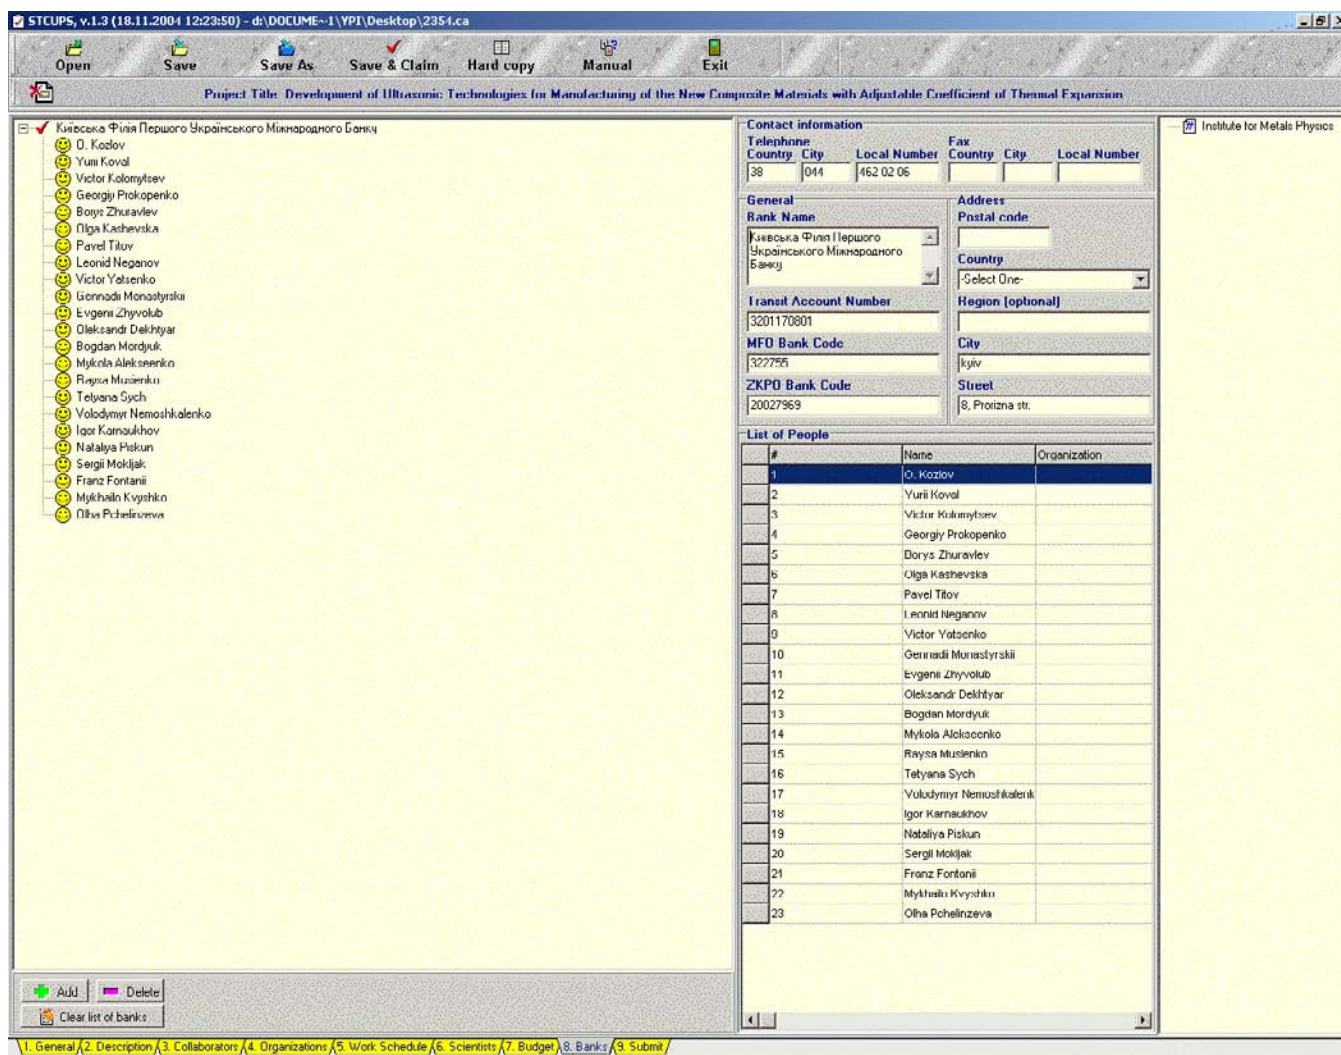 STCUPS, v.1.3 (18.11.2004 12:23:50) - d:\DOCUME~1\YPI\Desktop\2354.ca
Open Save Save As Save & Claim Hard copy Manual Exit
Project Title: Development of Ultrasonic Technologies for Manufacturing of the New Composite Materials with Adjustable Coefficient of Thermal Expansion
Київська Філія Першого Українського Міжнародного Банку
O. Kozlov
Yurii Koval
Victor Kolomytsev
Georgiy Prokopenko
Borys Zhuravlev
Olga Kashevska
Pavel Titov
Leonid Neganov
Victor Yatsenko
Gennadii Monastyrskii
Evgenii Zhyvolub
Oleksandr Dekhtyar
Bogdan Mordyuk
Mykola Alekseenko
Raysa Musienko
Tetyana Sych
Volodymyr Nemoshkalenko
Igor Karnaukhov
Nataliya Piskun
Sergii Mokljak
Franz Fontanii
Mykhailo Kvyshko
Olha Pchelinzeva
Add Delete
Clear list of banks
Contact information
Telephone Fax
Country City Local Number Country City Local Number
38 044 462 02 06
General
Bank Name
Київська Філія Першого
Українського Міжнародного
Банку
Transit Account Number
3201170801
MFO Bank Code
322755
ZKPO Bank Code
20027969
Address
Postal code
Country
-Select One-
Region (optional)
City
kyiv
Street
8, Prorizna str.
List of People
# Name Organization
1 O. Kozlov
2 Yurii Koval
3 Victor Kolomytsev
4 Georgiy Prokopenko
5 Borys Zhuravlev
6 Olga Kashevska
7 Pavel Titov
8 Leonid Neganov
9 Victor Yatsenko
10 Gennadii Monastyrskii
11 Evgenii Zhyvolub
12 Oleksandr Dekhtyar
13 Bogdan Mordyuk
14 Mykola Alekseenko
15 Raysa Musienko
16 Tetyana Sych
17 Volodymyr Nemoshkalenk
18 Igor Karnaukhov
19 Nataliya Piskun
20 Sergii Mokljak
21 Franz Fontanii
22 Mykhailo Kvyshko
23 Olha Pchelinzeva
Institute for Metals Physics
1. General 2. Description 3. Collaborators 4. Organizations 5. Work Schedule 6. Scientists 7. Budget 8. Banks 9. Submit